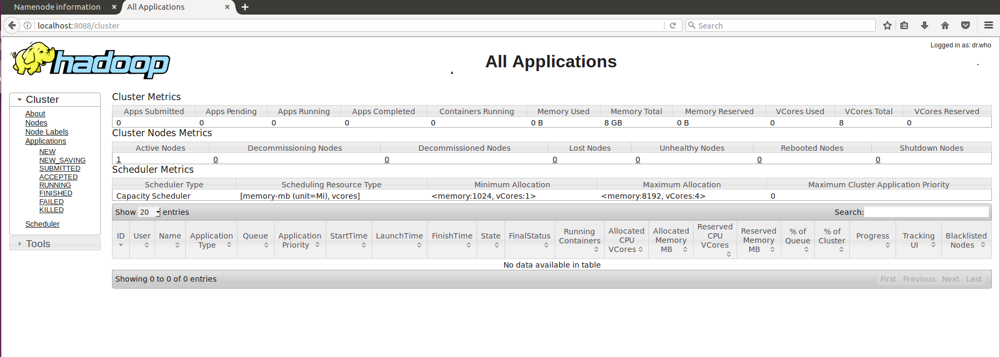 Namenode information × All Applications × +
localhost:8088/cluster Search
Logged in as: dr.who
hadoop
All Applications
Cluster
About
Nodes
Node Labels
Applications
NEW
NEW_SAVING
SUBMITTED
ACCEPTED
RUNNING
FINISHED
FAILED
KILLED
Scheduler
Tools
Cluster Metrics
Apps Submitted Apps Pending Apps Running Apps Completed Containers Running Memory Used Memory Total Memory Reserved VCores Used VCores Total VCores Reserved
0 0 0 0 0 0 B 8 GB 0 B 0 8 0
Cluster Nodes Metrics
Active Nodes Decommissioning Nodes Decommissioned Nodes Lost Nodes Unhealthy Nodes Rebooted Nodes Shutdown Nodes
1 0 0 0 0 0 0
Scheduler Metrics
Scheduler Type Scheduling Resource Type Minimum Allocation Maximum Allocation Maximum Cluster Application Priority
Capacity Scheduler [memory-mb (unit=Mi), vcores] <memory:1024, vCores:1> <memory:8192, vCores:4> 0
Show 20 entries Search:
ID User Name Application Type Queue Application Priority StartTime LaunchTime FinishTime State FinalStatus Running Containers Allocated CPU VCores Allocated Memory MB Reserved CPU VCores Reserved Memory MB % of Queue % of Cluster Progress Tracking UI Blacklisted Nodes
No data available in table
Showing 0 to 0 of 0 entries First Previous Next Last